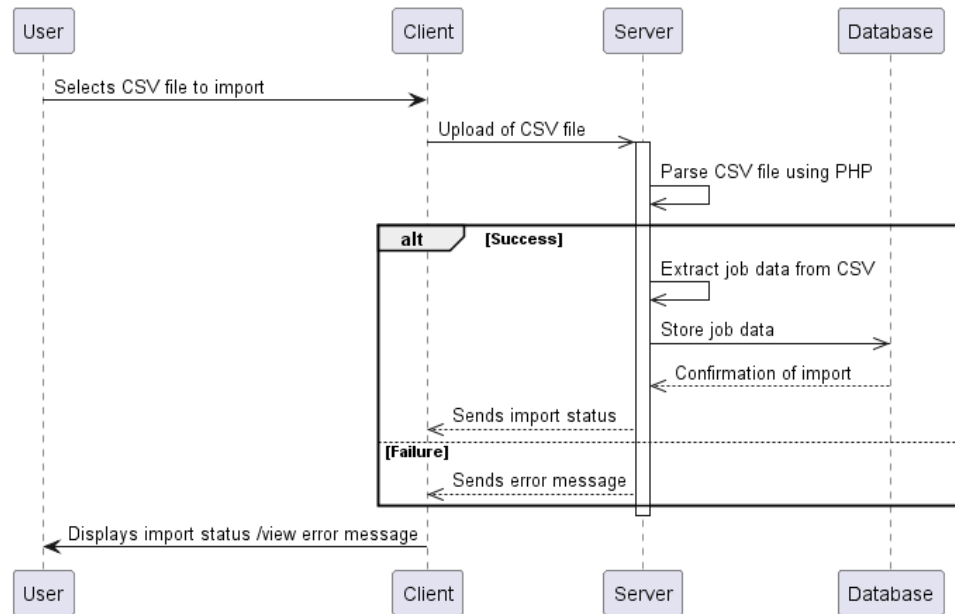 User
Client
Server
Database
Selects CSV file to import
Upload of CSV file
Parse CSV file using PHP
alt
[Success]
Extract job data from CSV
Store job data
Confirmation of import
Sends import status
[Failure]
Sends error message
Displays import status /view error message
User
Client
Server
Database